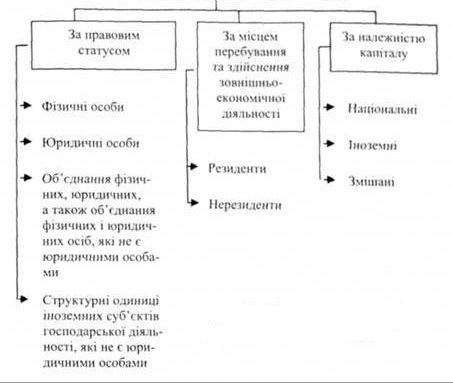 За правовим
статусом
Фізичні особи
Юридичні особи
Об'єднання фізич-
них, юридичних,
а також об'єднання
фізичних і юридич-
них осіб, які не є
юридичними особа-
ми
Структурні одиниці
іноземних суб'єктів
господарської діяль-
ності, які не є юри-
дичними особами
За місцем
перебування
та здійснення
зовнішньо-
економічної
діяльності
Резиденти
Нерезиденти
За належністю
капіталу
Національні
Іноземні
Змішані